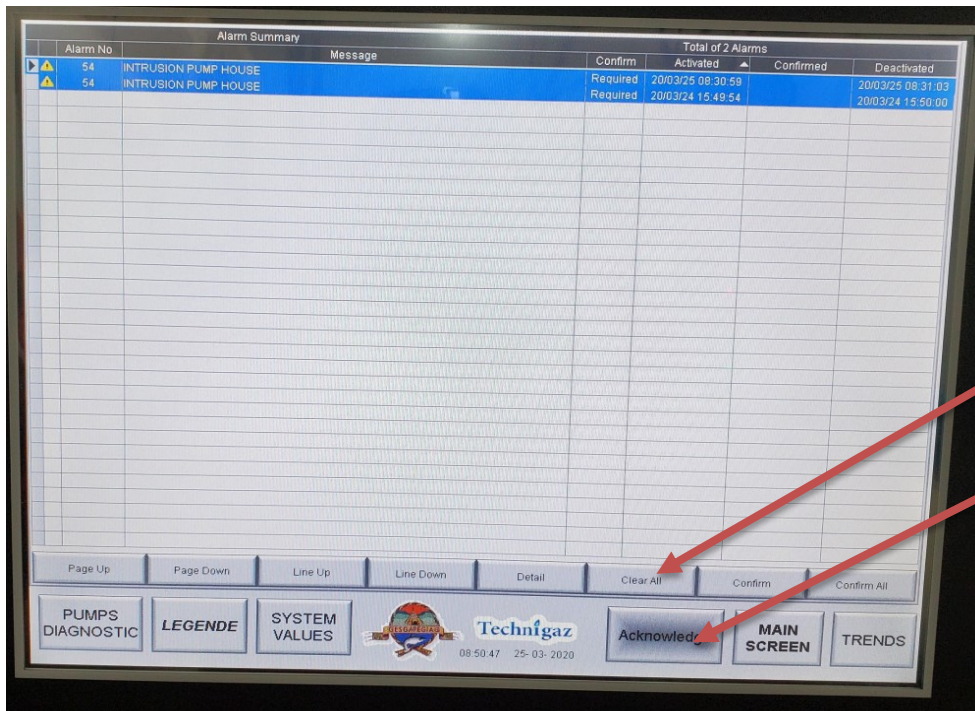 Alarm Summary
Total of 2 Alarms
Alarm No Message Confirm Activated Confirmed Deactivated
54 INTRUSION PUMP HOUSE Required 20/03/25 08:30:59 20/03/25 08:31:03
54 INTRUSION PUMP HOUSE Required 20/03/24 15:49:54 20/03/24 15:50:00
Page Up Page Down Line Up Line Down Detail Clear All Confirm Confirm All
PUMPS
DIAGNOSTIC
LEGENDE
SYSTEM
VALUES
GESGAPEGIAG
Technigaz
08:50:47 25-03-2020
Acknowledge
MAIN
SCREEN
TRENDS